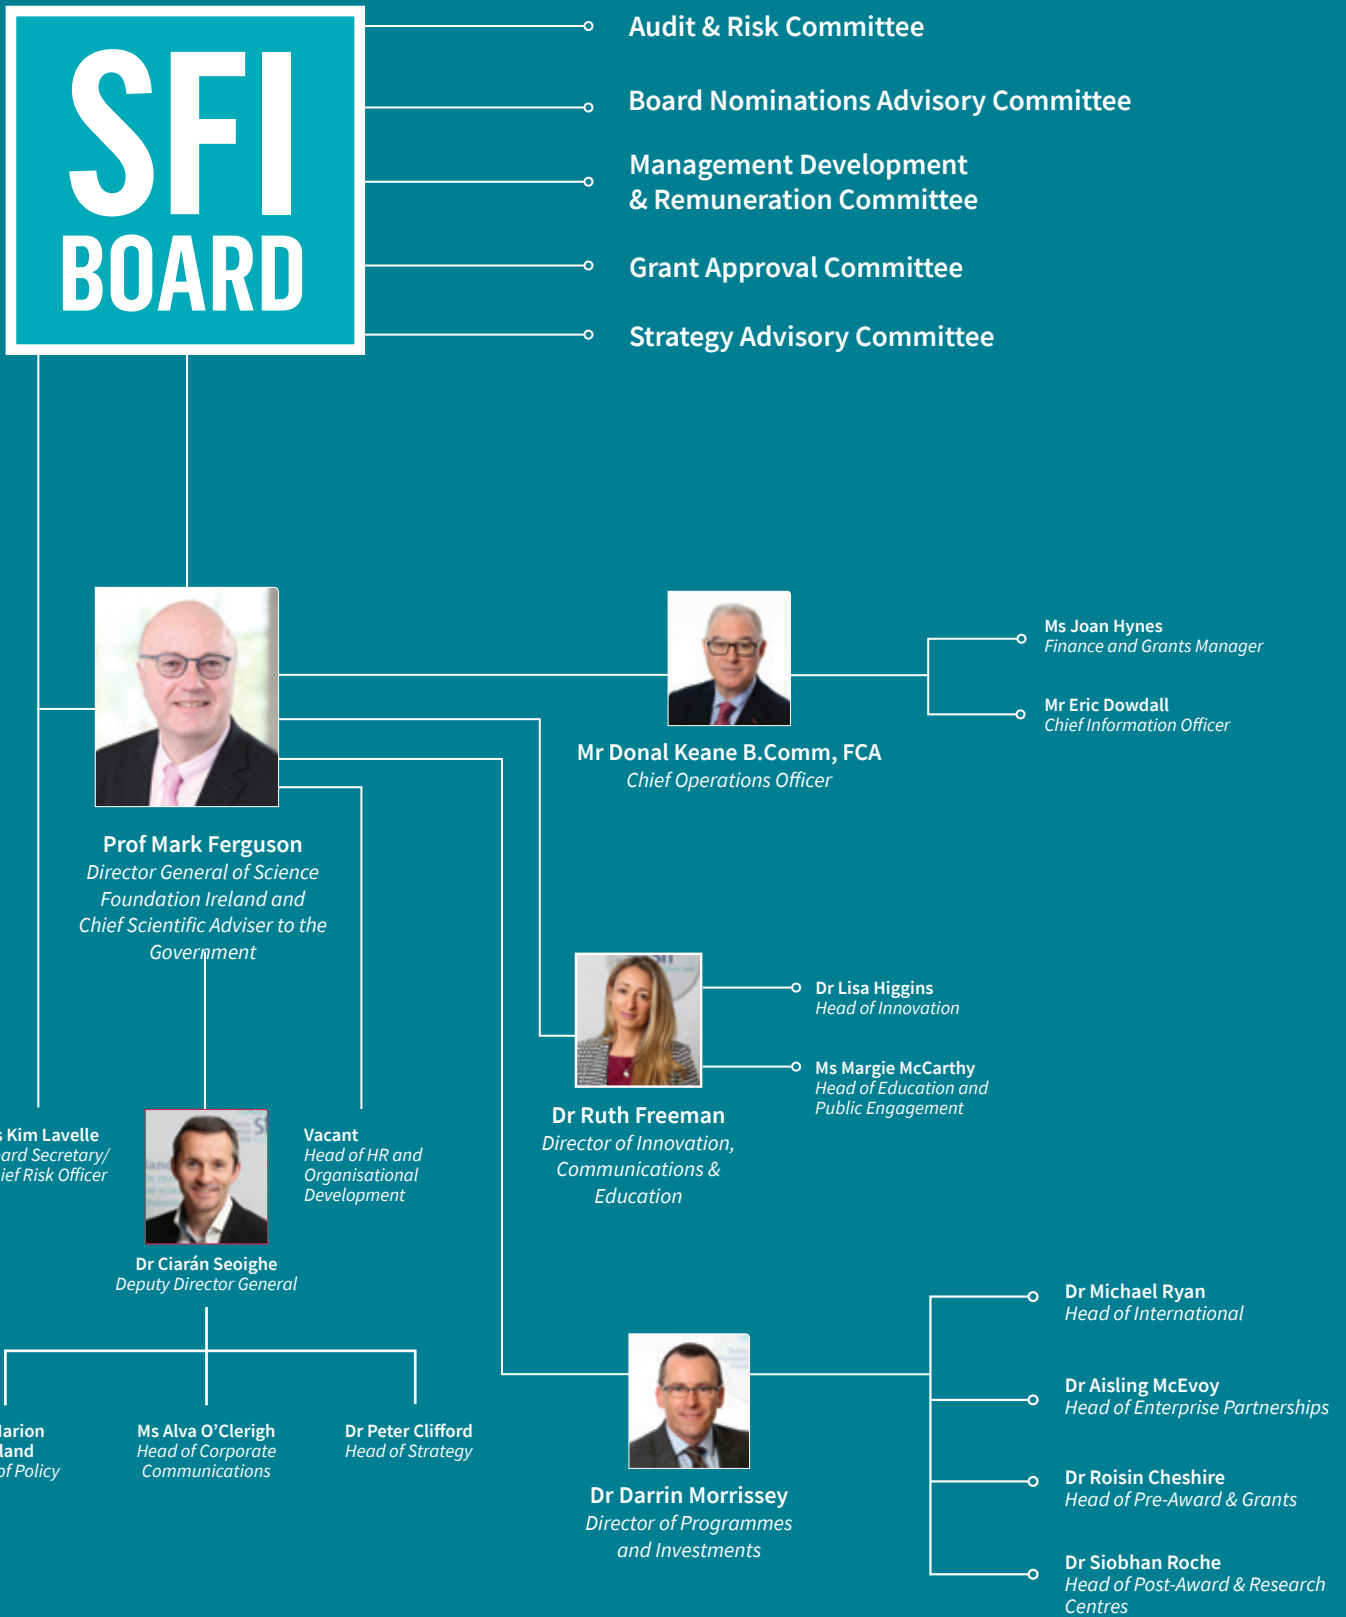 SFI
BOARD
Audit & Risk Committee
Board Nominations Advisory Committee
Management Development
& Remuneration Committee
Grant Approval Committee
Strategy Advisory Committee
Prof Mark Ferguson
Director General of Science
Foundation Ireland and
Chief Scientific Adviser to the
Government
Mr Donal Keane B.Comm, FCA
Chief Operations Officer
Ms Joan Hynes
Finance and Grants Manager
Mr Eric Dowdall
Chief Information Officer
Dr Ruth Freeman
Director of Innovation,
Communications &
Education
Dr Lisa Higgins
Head of Innovation
Ms Margie McCarthy
Head of Education and
Public Engagement
Kim Lavelle
Secretary/
Risk Officer
Dr Ciarán Seoighe
Deputy Director General
Vacant
Head of HR and
Organisational
Development
of Policy
Ms Alva O'Clerigh
Head of Corporate
Communications
Dr Peter Clifford
Head of Strategy
Dr Darrin Morrissey
Director of Programmes
and Investments
Dr Michael Ryan
Head of International
Dr Aisling McEvoy
Head of Enterprise Partnerships
Dr Roisin Cheshire
Head of Pre-Award & Grants
Dr Siobhan Roche
Head of Post-Award & Research
Centres